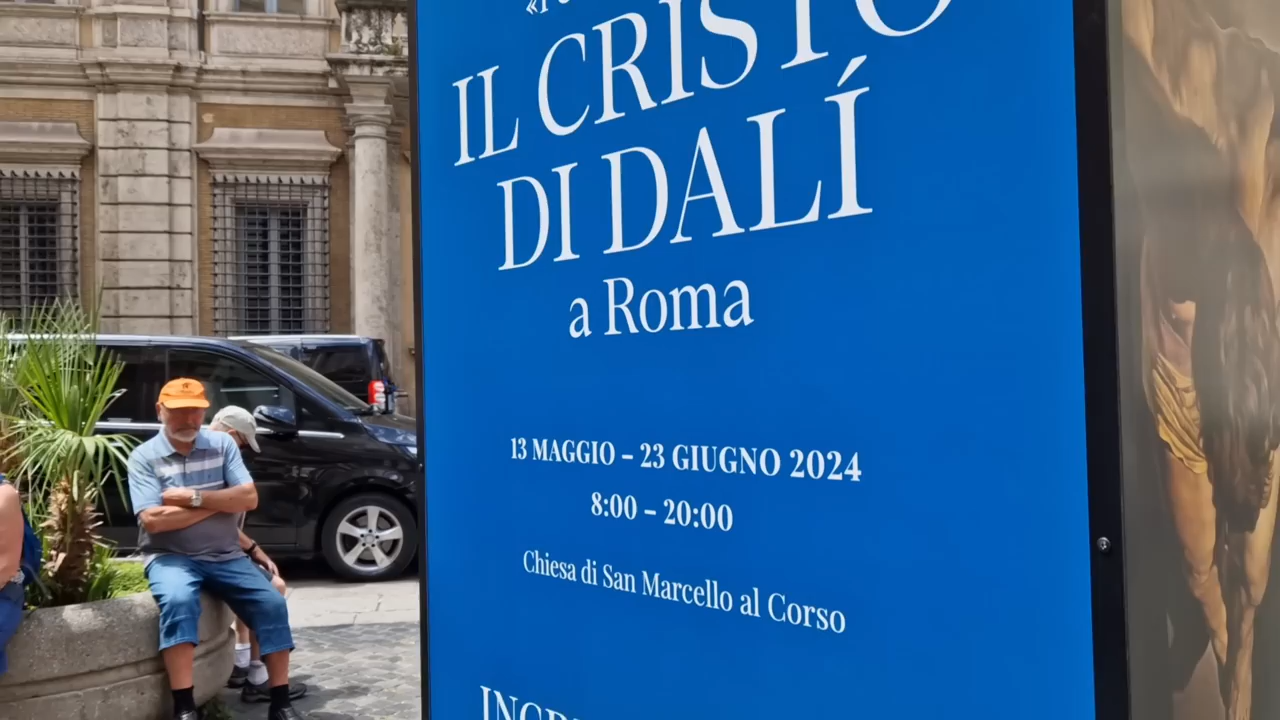 IL CRISTO
DI DALÍ
a Roma
13 MAGGIO – 23 GIUGNO 2024
8:00 – 20:00
Chiesa di San Marcello al Corso